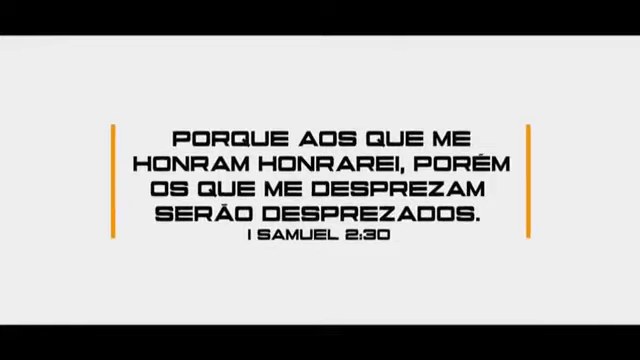 PORQUE AOS QUE ME
HONRAM HONRAREI, PORÉM
OS QUE ME DESPREZAM
SERÃO DESPREZADOS.
I SAMUEL 2:30